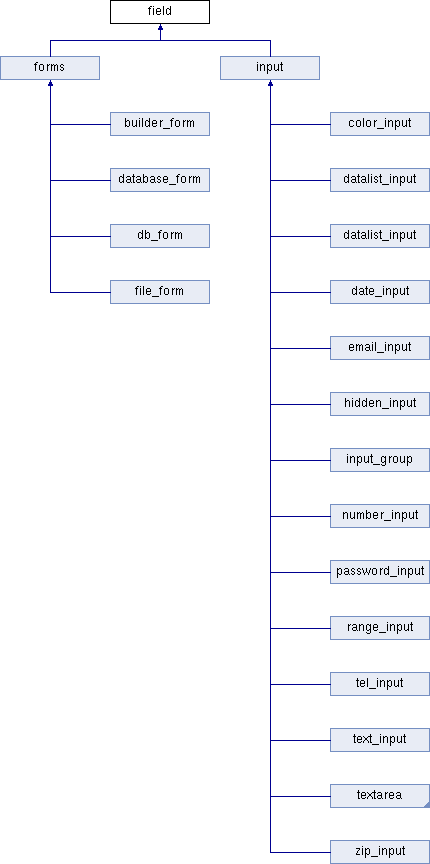 field
forms
input
builder_form
color_input
database_form
datalist_input
db_form
datalist_input
file_form
date_input
email_input
hidden_input
input_group
number_input
password_input
range_input
tel_input
text_input
textarea
zip_input